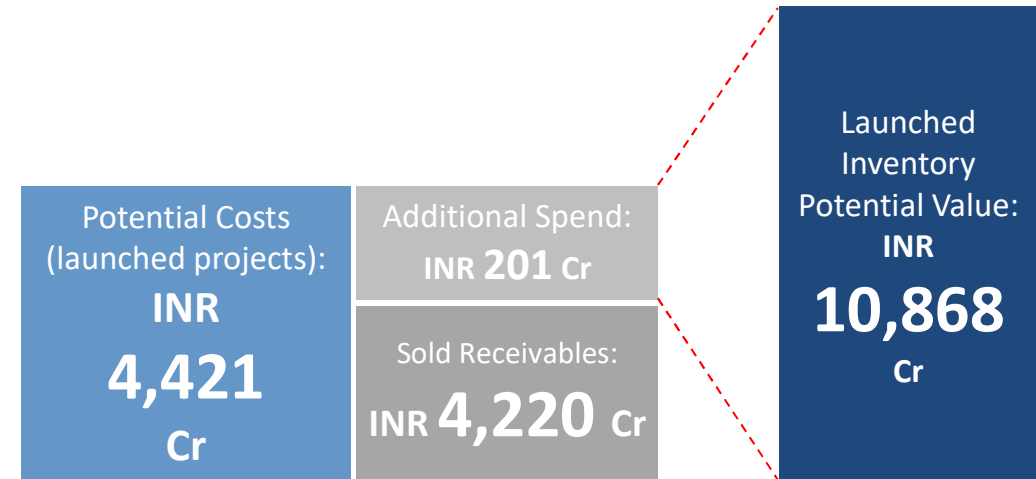 Potential Costs
(launched projects):
INR
4,421
Cr
Additional Spend:
INR 201 Cr
Sold Receivables:
INR 4,220 Cr
Launched
Inventory
Potential Value:
INR
10,868
Cr